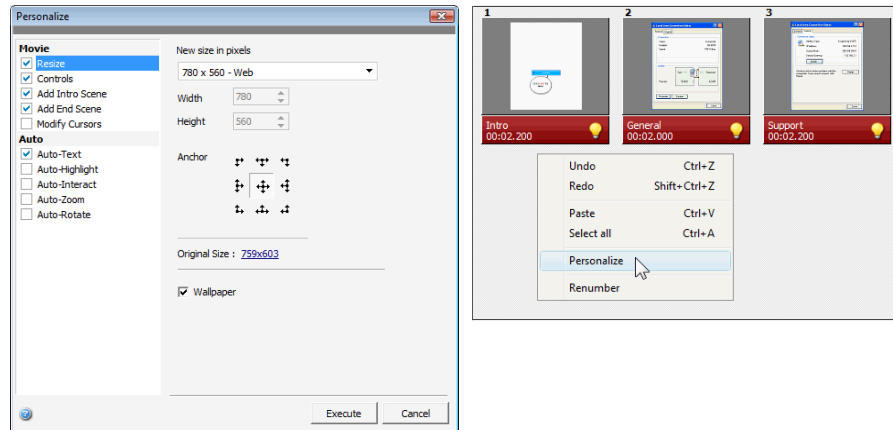 Personalize
Movie
Resize
Controls
Add Intro Scene
Add End Scene
Modify Cursors
Auto
Auto-Text
Auto-Highlight
Auto-Interact
Auto-Zoom
Auto-Rotate
New size in pixels
780 x 560 - Web
Width 780
Height 560
Anchor
Original Size : 759x603
Wallpaper
Execute Cancel
1 2 3
Intro General Support
00:02.200 00:02.000 00:02.200
Undo Ctrl+Z
Redo Shift+Ctrl+Z
Paste Ctrl+V
Select all Ctrl+A
Personalize
Renumber